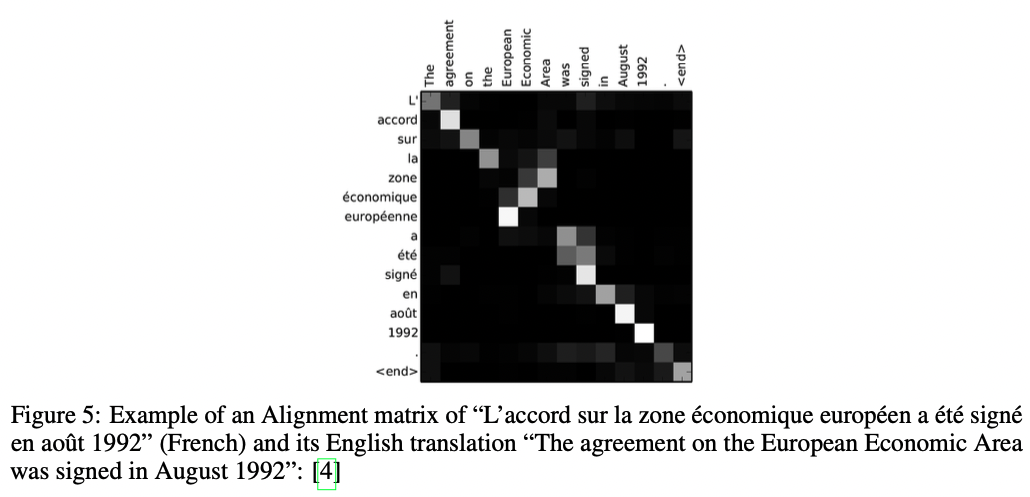 The agreement on the European Economic Area was signed in August 1992 . <end>
L'
accord
sur
la
zone
économique
européenne
a
été
signé
en
août
1992
.
<end>
Figure 5: Example of an Alignment matrix of “L’accord sur la zone économique européen a été signé
en août 1992” (French) and its English translation “The agreement on the European Economic Area
was signed in August 1992”: [4]